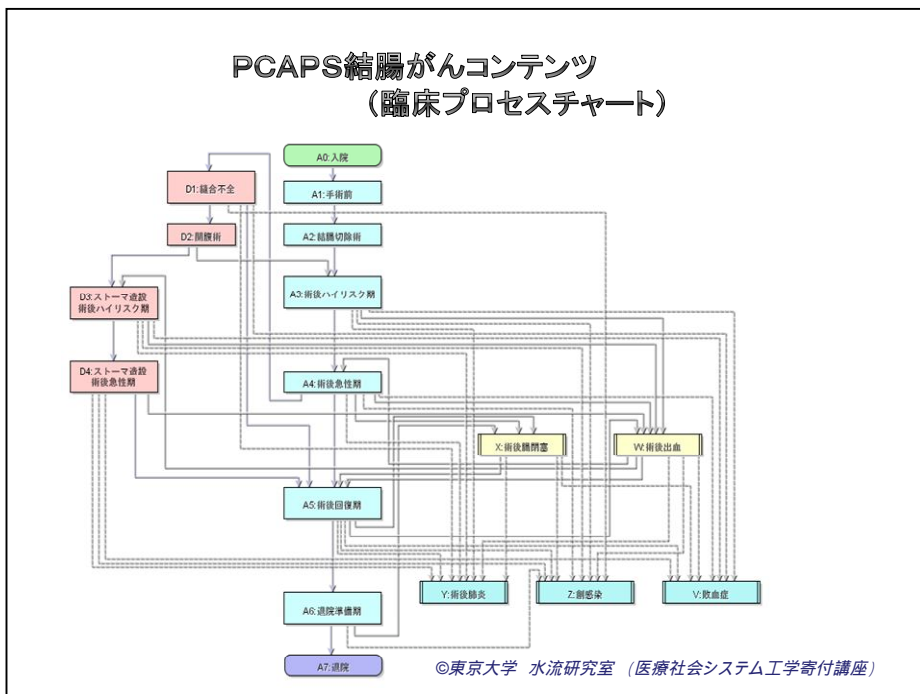 PCAPS結腸がんコンテンツ
（臨床プロセスチャート）
A0:入院
D1:縫合不全
A1:手術前
D2:開腹術
A2:結腸切除術
D3:ストーマ造設
術後ハイリスク期
A3:術後ハイリスク期
D4:ストーマ造設
術後急性期
A4:術後急性期
X:術後腸閉塞
W:術後出血
A5:術後回復期
Y:術後肺炎
Z:創感染
V:敗血症
A6:退院準備期
A7:退院
©東京大学 水流研究室 （医療社会システム工学寄付講座）